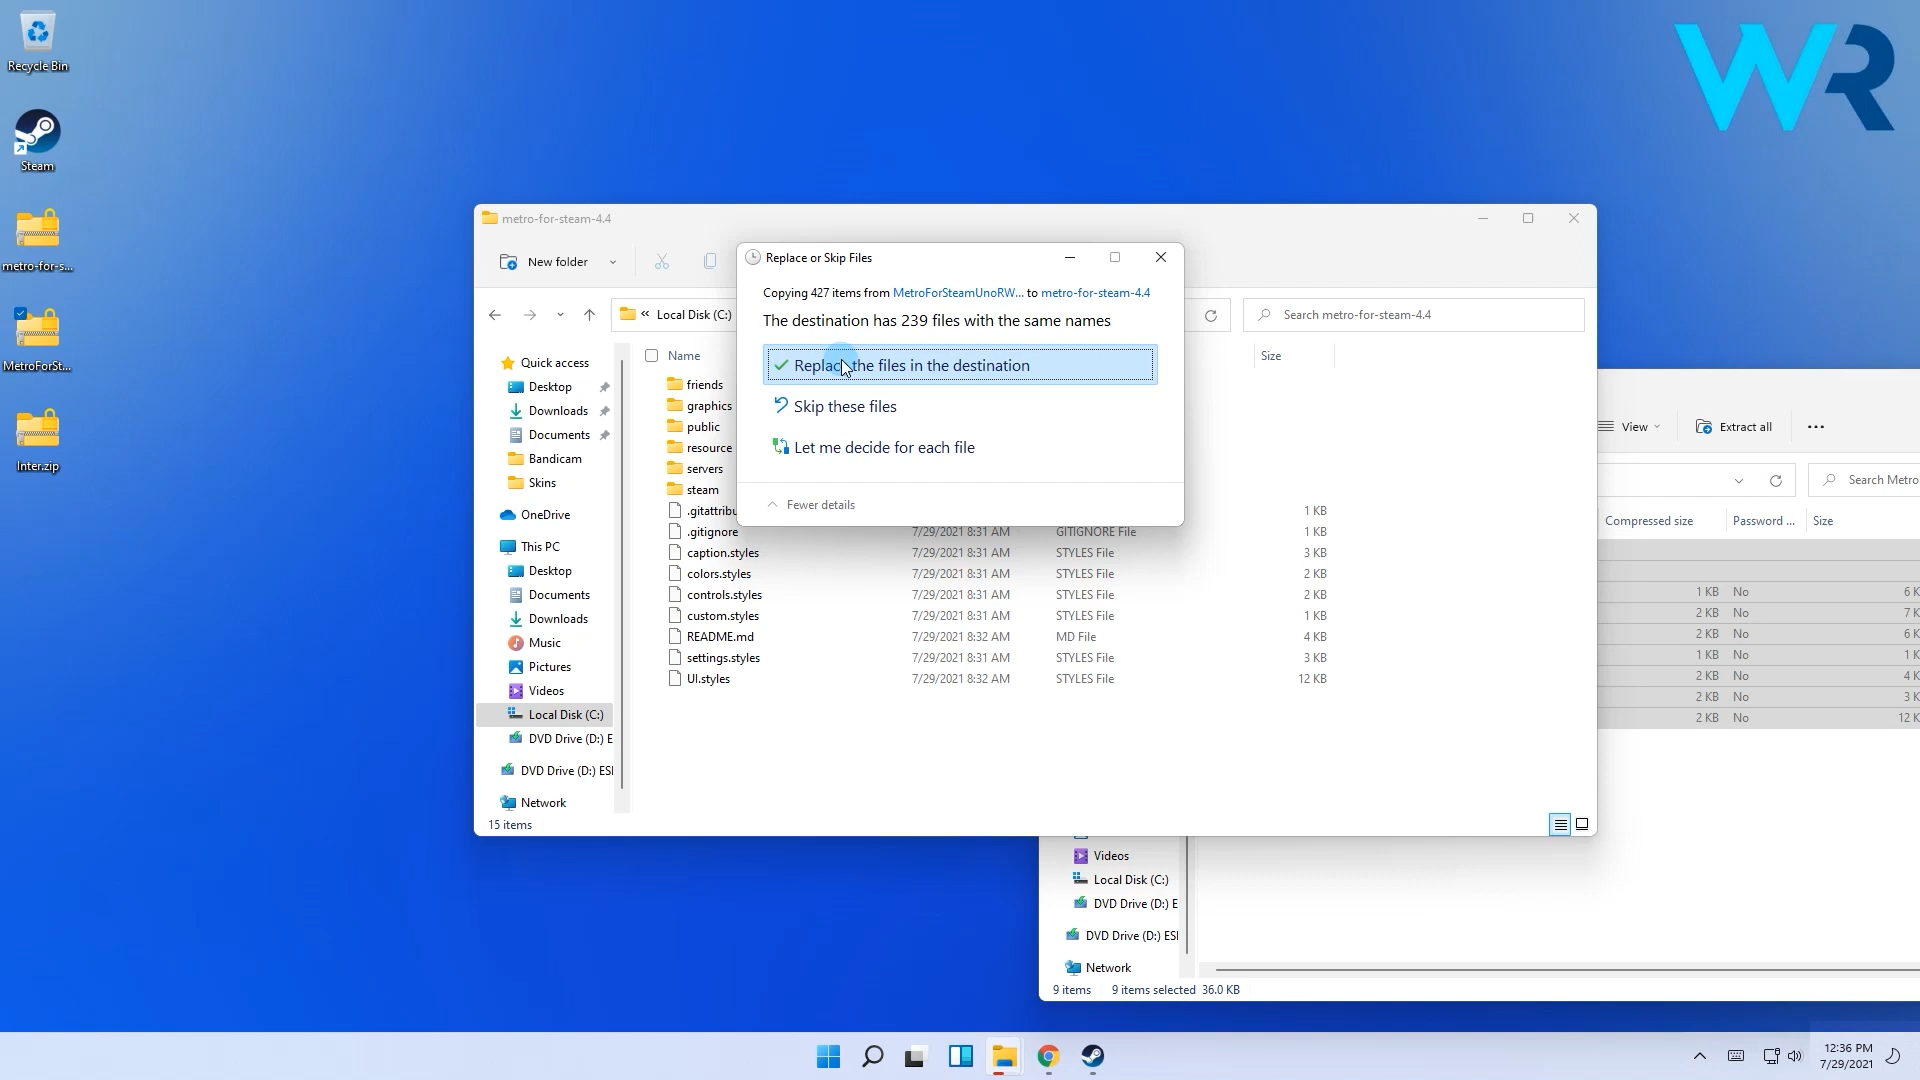 Recycle Bin
Steam
metro-for-s...
MetroForSt...
Inter.zip
WR
metro-for-steam-4.4
New folder
« Local Disk (C:)
Search metro-for-steam-4.4
Quick access
Desktop
Downloads
Documents
Bandicam
Skins
OneDrive
This PC
Desktop
Documents
Downloads
Music
Pictures
Videos
Local Disk (C:)
DVD Drive (D:) E
DVD Drive (D:) ESI
Network
15 items
Name
Size
friends
graphics
public
resource
servers
steam
.gitattribu 1 KB
.gitignore 7/29/2021 8:31 AM GITIGNORE File 1 KB
caption.styles 7/29/2021 8:31 AM STYLES File 3 KB
colors.styles 7/29/2021 8:31 AM STYLES File 2 KB
controls.styles 7/29/2021 8:31 AM STYLES File 2 KB
custom.styles 7/29/2021 8:31 AM STYLES File 1 KB
README.md 7/29/2021 8:32 AM MD File 4 KB
settings.styles 7/29/2021 8:31 AM STYLES File 3 KB
UI.styles 7/29/2021 8:32 AM STYLES File 12 KB
Replace or Skip Files
Copying 427 items from MetroForSteamUnoRW... to metro-for-steam-4.4
The destination has 239 files with the same names
Replace the files in the destination
Skip these files
Let me decide for each file
Fewer details
View
Extract all
Search Metro
Compressed size Password ... Size
1 KB No 6 K
2 KB No 7 K
2 KB No 6 K
1 KB No 1 K
2 KB No 4 K
2 KB No 3 K
2 KB No 12 K
Videos
Local Disk (C:)
DVD Drive (D:) E
DVD Drive (D:) ESI
Network
9 items 9 items selected 36.0 KB
12:36 PM
7/29/2021